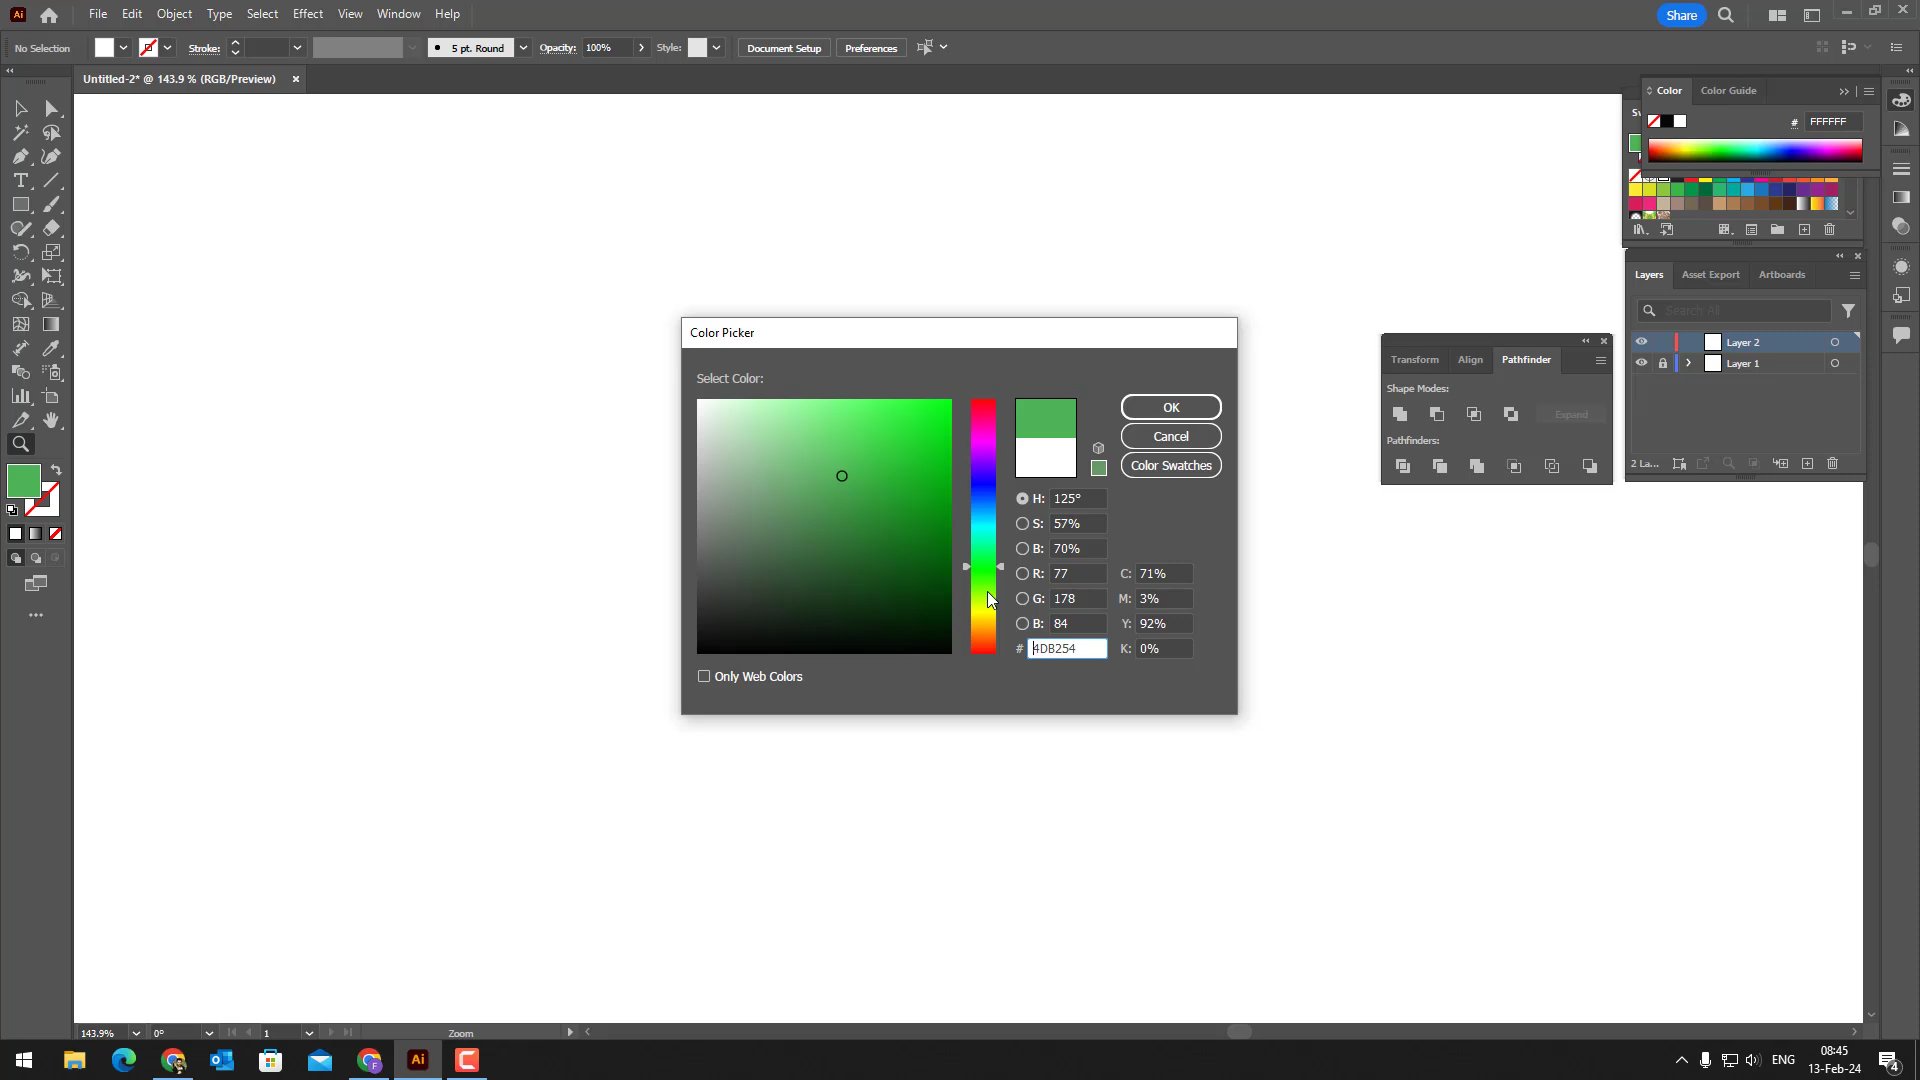 Ai File Edit Object Type Select Effect View Window Help Share
No Selection Stroke: 5 pt. Round Opacity: 100% Style: Document Setup Preferences
Untitled-2* @ 143.9 % (RGB/Preview) ×
Color Color Guide
# FFFFFF
Layers Asset Export Artboards
Search All
Layer 2
Layer 1
2 La...
Transform Align Pathfinder
Shape Modes:
Expand
Pathfinders:
Color Picker
Select Color:
OK
Cancel
Color Swatches
H: 125°
S: 57%
B: 70%
R: 77 C: 71%
G: 178 M: 3%
B: 84 Y: 92%
# 4DB254 K: 0%
Only Web Colors
143.9% 0° 1 Zoom
Ai C F ENG 08:45
13-Feb-24 4